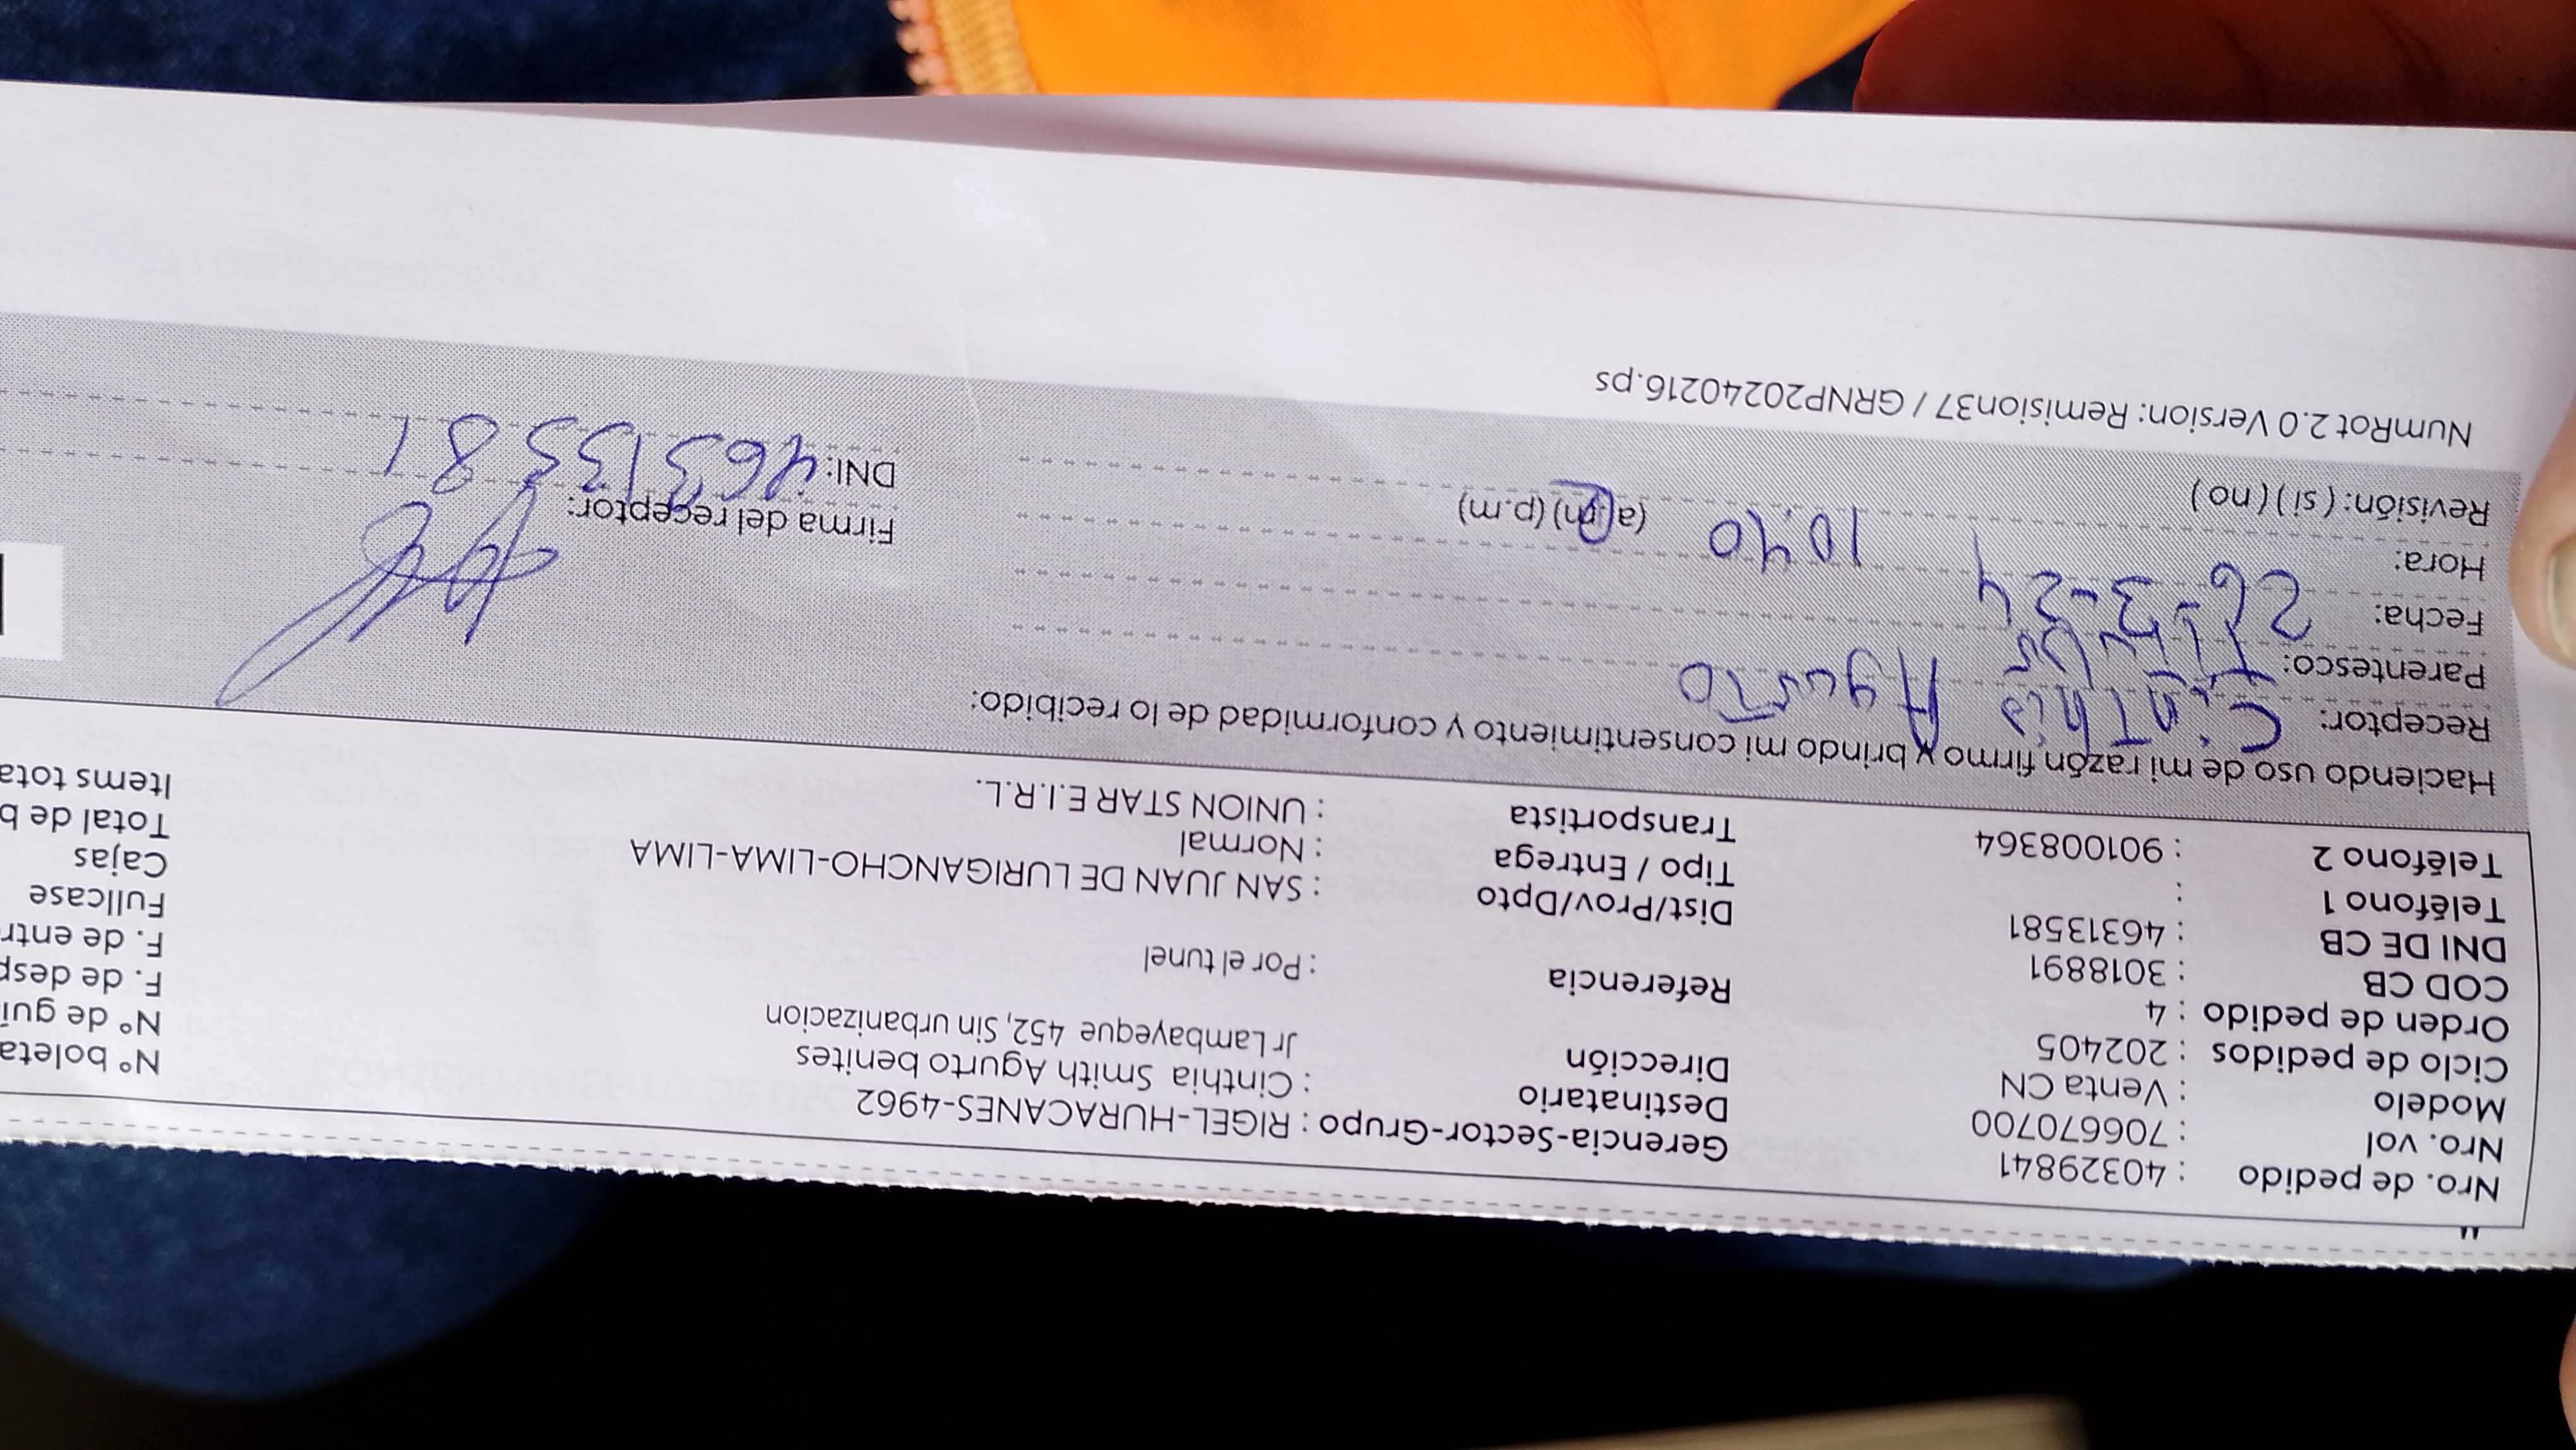 Nro. de pedido : 40329841
Nro. vol : 706670700
Modelo : Venta CN
Ciclo de pedidos : 202405
Orden de pedido : 4
COD CB : 3018891
DNI DE CB : 46313581
Teléfono 1 :
Teléfono 2 : 901008364
Gerencia-Sector-Grupo : RIGEL-HURACANES-4962
Destinatario : Cinthia Smith Agurto benites
Dirección Jr Lambayeque 452, Sin urbanizacion
Referencia : Por el tunel
Dist/Prov/Dpto : SAN JUAN DE LURIGANCHO-LIMA-LIMA
Tipo / Entrega : Normal
Transportista : UNION STAR E.I.R.L.
N° boleta
N° de guí
F. de desp
F. de entr
Fullcase
Cajas
Total de b
Items tota
Haciendo uso de mi razón firmo y brindo mi consentimiento y conformidad de lo recibido:
Receptor: Cinthia Agurto
Parentesco: Titular
Fecha: 26-3-24
Hora: 10:40 (a.m) (p.m)
Revisión: (si) (no)
Firma del receptor:
DNI: 46313581
NumRot 2.0 Version: Remision37 / GRNP20240216.ps